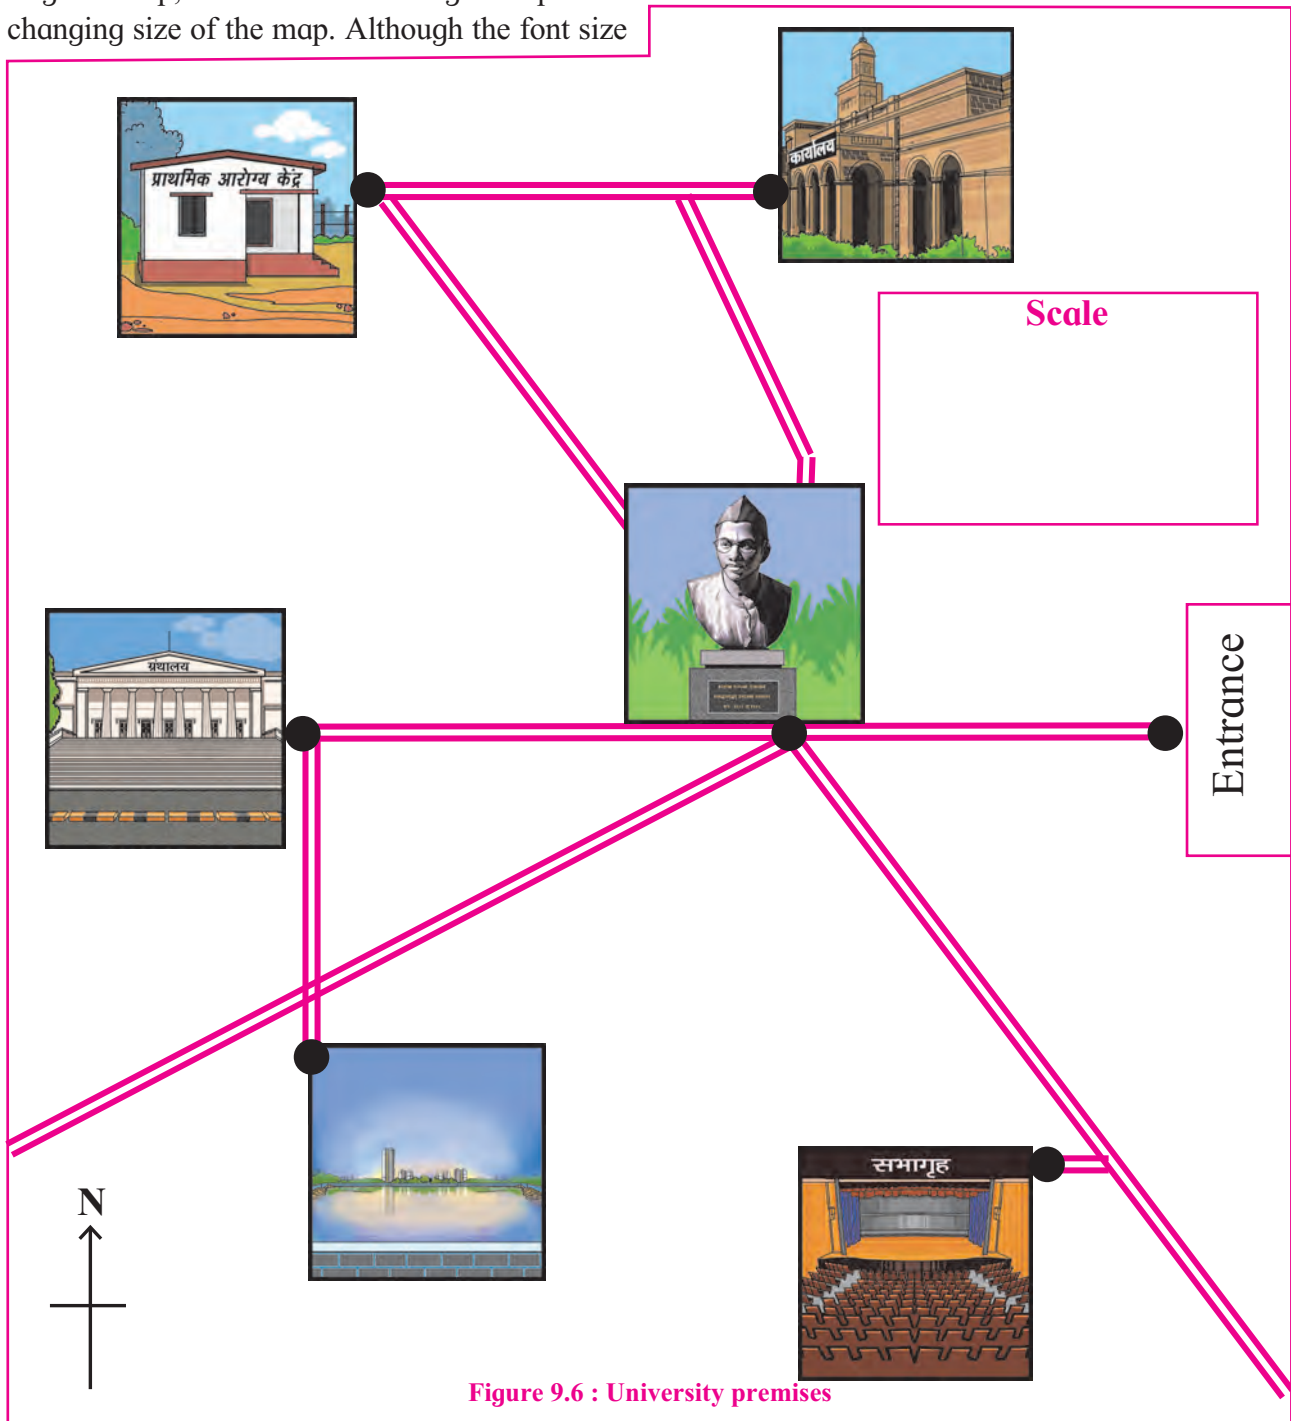 changing size of the map. Although the font size
कार्यालय
प्राथमिक आरोग्य केंद्र
Scale
ग्रंथालय
Entrance
सभागृह
N
Figure 9.6 : University premises